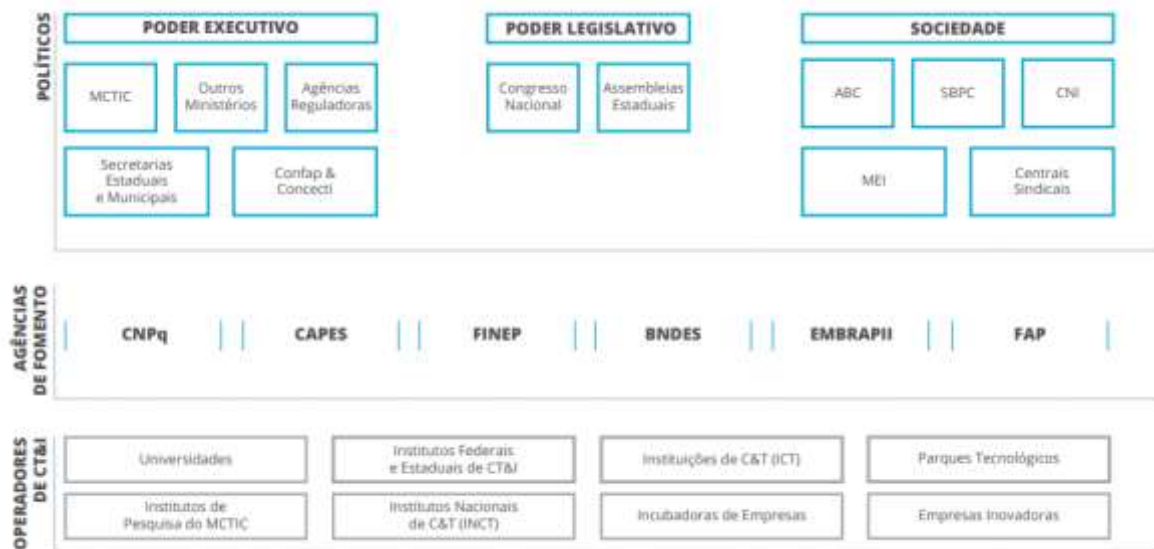 POLÍTICOS
PODER EXECUTIVO
PODER LEGISLATIVO
SOCIEDADE
MCTIC
Outros
Ministérios
Agências
Reguladoras
Congresso
Nacional
Assembleias
Estaduais
ABC
SBPC
CNI
Secretarias
Estaduais
e Municipais
Confap &
Concecti
MEI
Centrais
Sindicais
AGÊNCIAS
DE FOMENTO
CNPq
CAPES
FINEP
BNDES
EMBRAPII
FAP
OPERADORES
DE CT&I
Universidades
Institutos Federais
e Estaduais de CT&I
Instituições de C&T (ICT)
Parques Tecnológicos
Institutos de
Pesquisa do MCTIC
Institutos Nacionais
de C&T (INCT)
Incubadoras de Empresas
Empresas Inovadoras